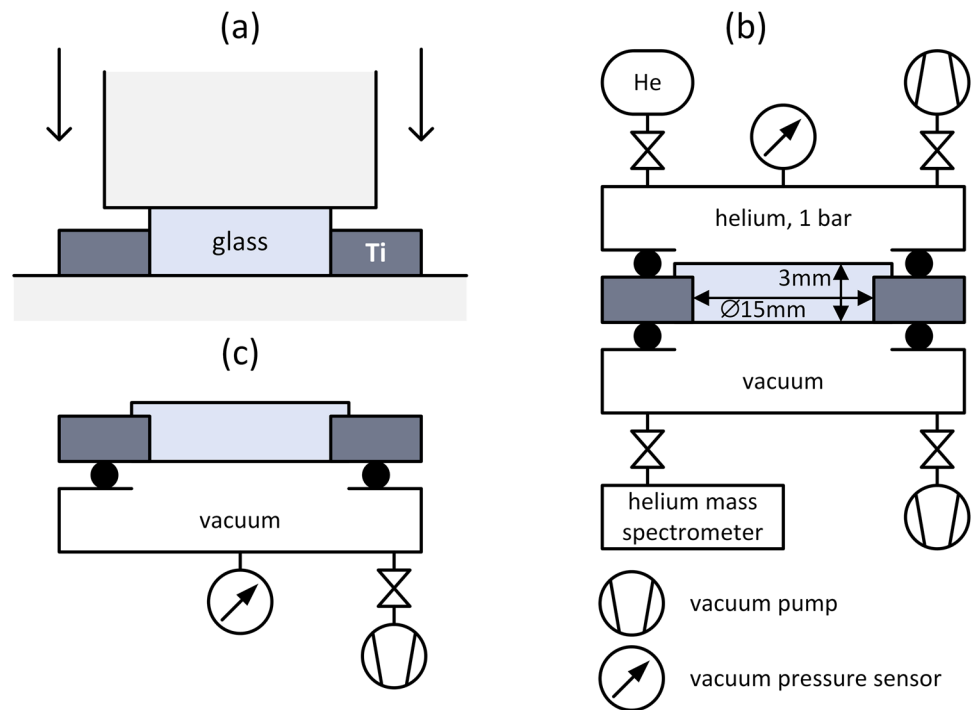 (a)
glass
Ti
(b)
He
helium, 1 bar
3mm
∅15mm
vacuum
helium mass
spectrometer
(c)
vacuum
vacuum pump
vacuum pressure sensor